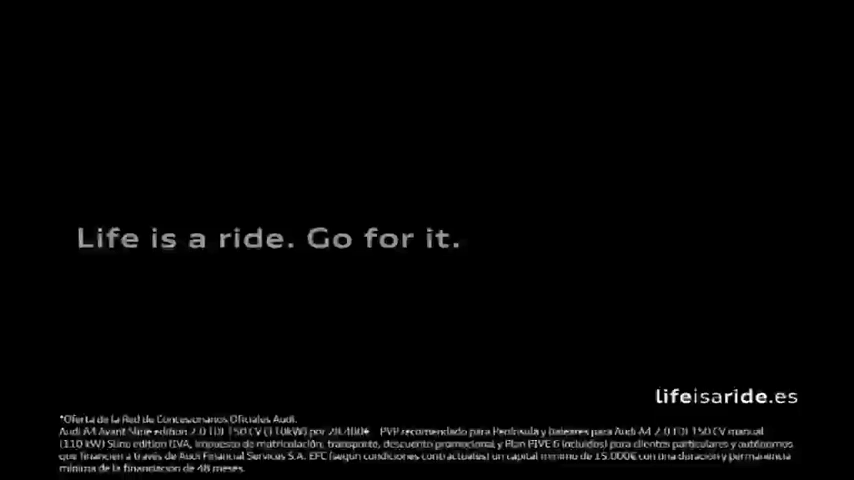 Life is a ride. Go for it.
lifeisaride.es
*Oferta de la Red de Concesionarios Oficiales Audi.
Audi A4 Avant Sline edition 2.0 TDI 150 CV (110kW) por PVP recomendado para Península y Baleares para Audi A4 2.0 TDI 150 CV manual
(110 kW) Sline edition (IVA, impuesto de matriculación, transporte, descuento promocional y Plan PIVE 6 incluidos) para clientes particulares y autónomos
que financien a través de Audi Financial Services S.A. EFC (según condiciones contractuales) un capital mínimo de 15.000€ con una duración y permanencia
mínima de la financiación de 48 meses.